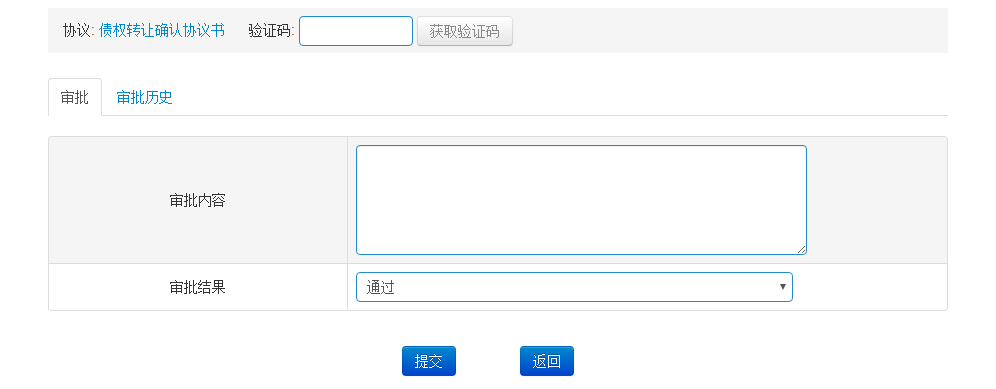 协议: 债权转让确认协议书 验证码: 获取验证码
审批 审批历史
审批内容
审批结果 通过
提交 返回